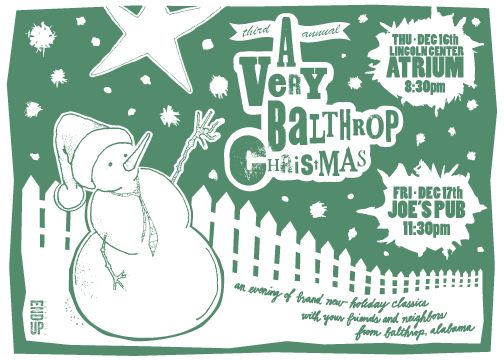 third annual
A
VERY
BALTHROP
CHRISTMAS
THU · DEC 16th
LINCOLN CENTER
ATRIUM
8:30pm
FRI · DEC 17th
JOE'S PUB
11:30pm
an evening of brand new holiday classics
with your friends and neighbors
from balthrop, alabama
END
UP